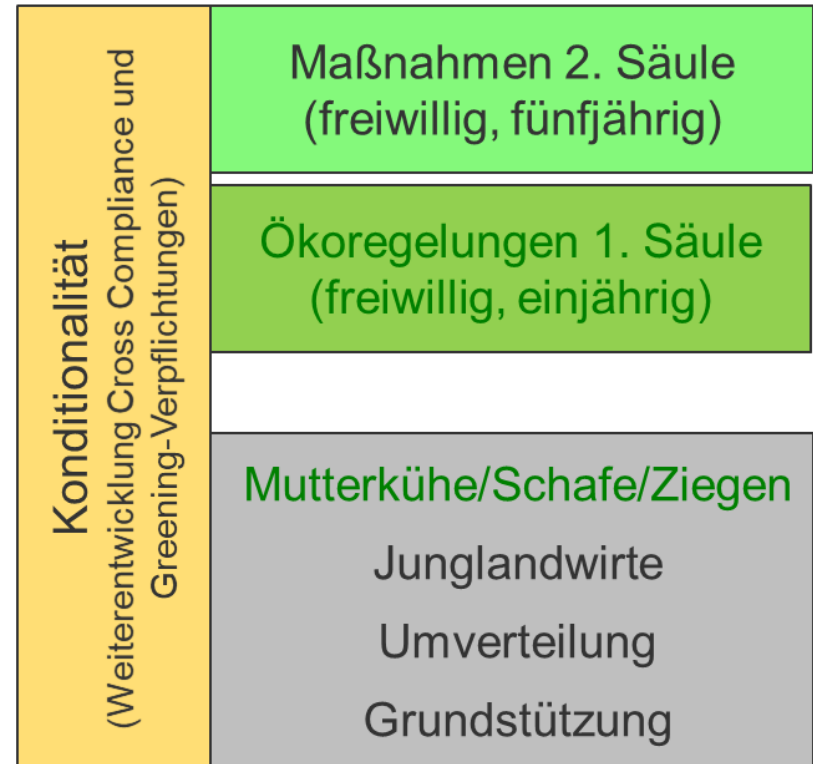 Konditionalität
(Weiterentwicklung Cross Compliance und
Greening-Verpflichtungen)
Maßnahmen 2. Säule
(freiwillig, fünfjährig)
Ökoregelungen 1. Säule
(freiwillig, einjährig)
Mutterkühe/Schafe/Ziegen
Junglandwirte
Umverteilung
Grundstützung